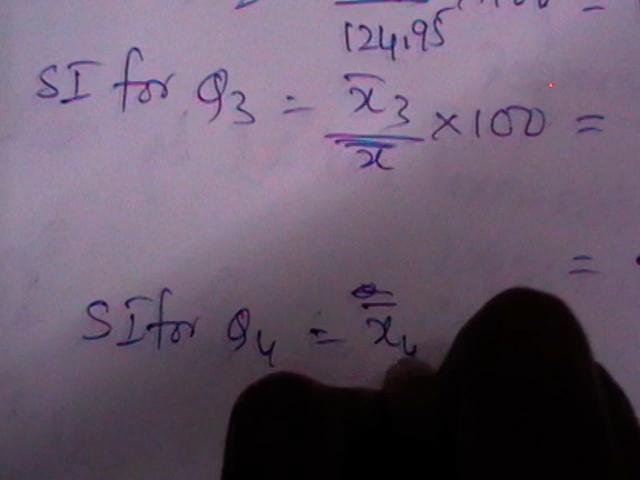 124.95
SI for Q3 = x̄3 / x̿ × 100 =
=
SI for Q4 = x̄4